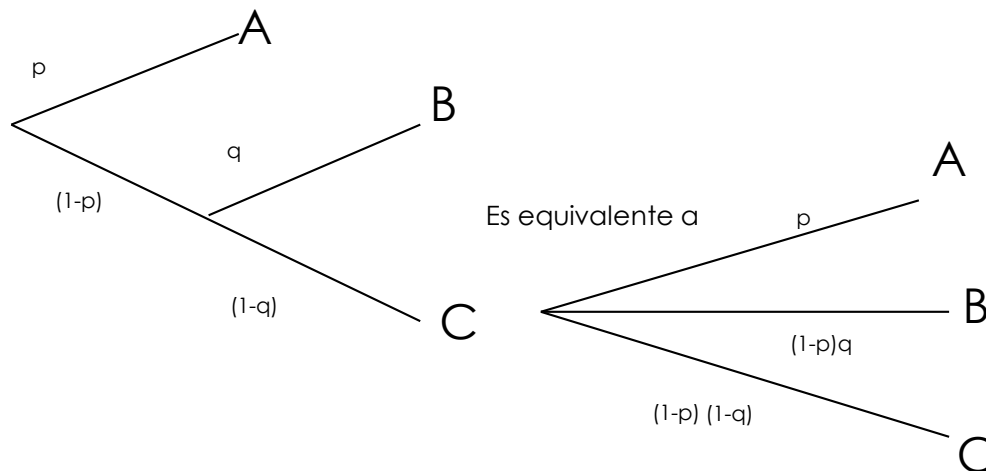 A
p
B
q
(1-p)
(1-q)
C
Es equivalente a
A
p
B
(1-p)q
(1-p) (1-q)
C